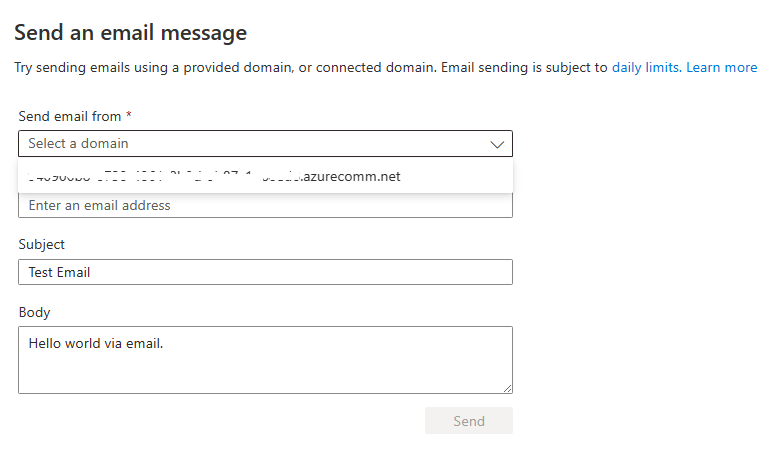 Send an email message
Try sending emails using a provided domain, or connected domain. Email sending is subject to daily limits. Learn more
Send email from *
Select a domain
.azurecomm.net
Enter an email address
Subject
Test Email
Body
Hello world via email.
Send